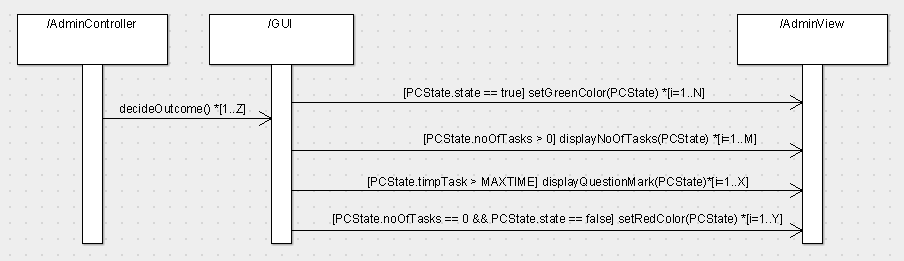 /AdminController
/GUI
/AdminView
[PCState.state == true] setGreenColor(PCState) *[i=1..N]
decideOutcome() *[1..Z]
[PCState.noOfTasks > 0] displayNoOfTasks(PCState) *[i=1..M]
[PCState.timpTask > MAXTIME] displayQuestionMark(PCState)*[i=1..X]
[PCState.noOfTasks == 0 && PCState.state == false] setRedColor(PCState) *[i=1..Y]